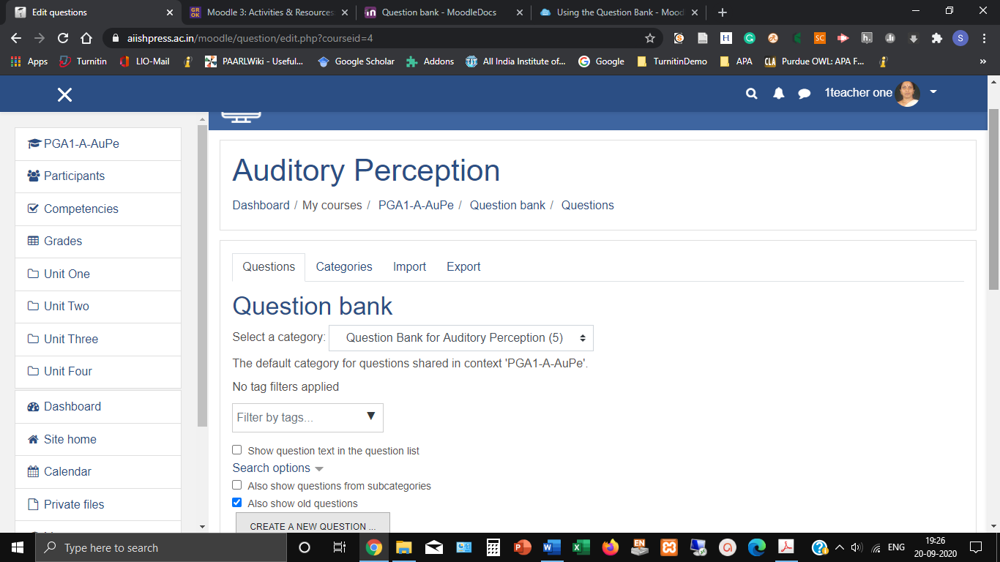 Edit questions
GR OK
Moodle 3: Activities & Resources
in
Question bank - MoodleDocs
Using the Question Bank - Mood
aiishpress.ac.in/moodle/question/edit.php?courseid=4
H
G
SC
h.
S
Apps
Turnitin
LIO-Mail
PAARLWiki - Useful...
Google Scholar
Addons
All India Institute of...
Google
TurnitinDemo
APA
CLA
Purdue OWL: APA F...
»
1teacher one
PGA1-A-AuPe
Participants
Competencies
Grades
Unit One
Unit Two
Unit Three
Unit Four
Dashboard
Site home
Calendar
Private files
Auditory Perception
Dashboard / My courses / PGA1-A-AuPe / Question bank / Questions
Questions
Categories
Import
Export
Question bank
Select a category: Question Bank for Auditory Perception (5)
The default category for questions shared in context 'PGA1-A-AuPe'.
No tag filters applied
Filter by tags...
Show question text in the question list
Search options
Also show questions from subcategories
Also show old questions
CREATE A NEW QUESTION ...
Type here to search
EN
ENG
19:26
20-09-2020